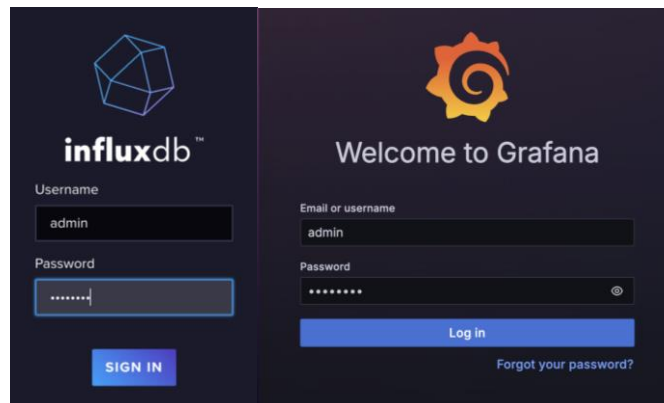 influxdb™
Username
admin
Password
••••••••
SIGN IN
Welcome to Grafana
Email or username
admin
Password
••••••••
Log in
Forgot your password?